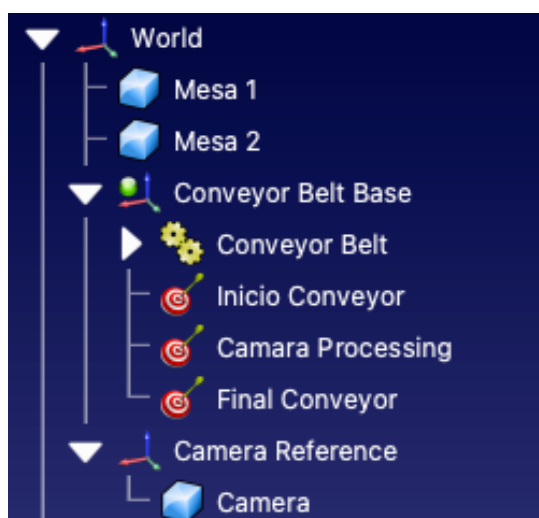 World
Mesa 1
Mesa 2
Conveyor Belt Base
Conveyor Belt
Inicio Conveyor
Camara Processing
Final Conveyor
Camera Reference
Camera